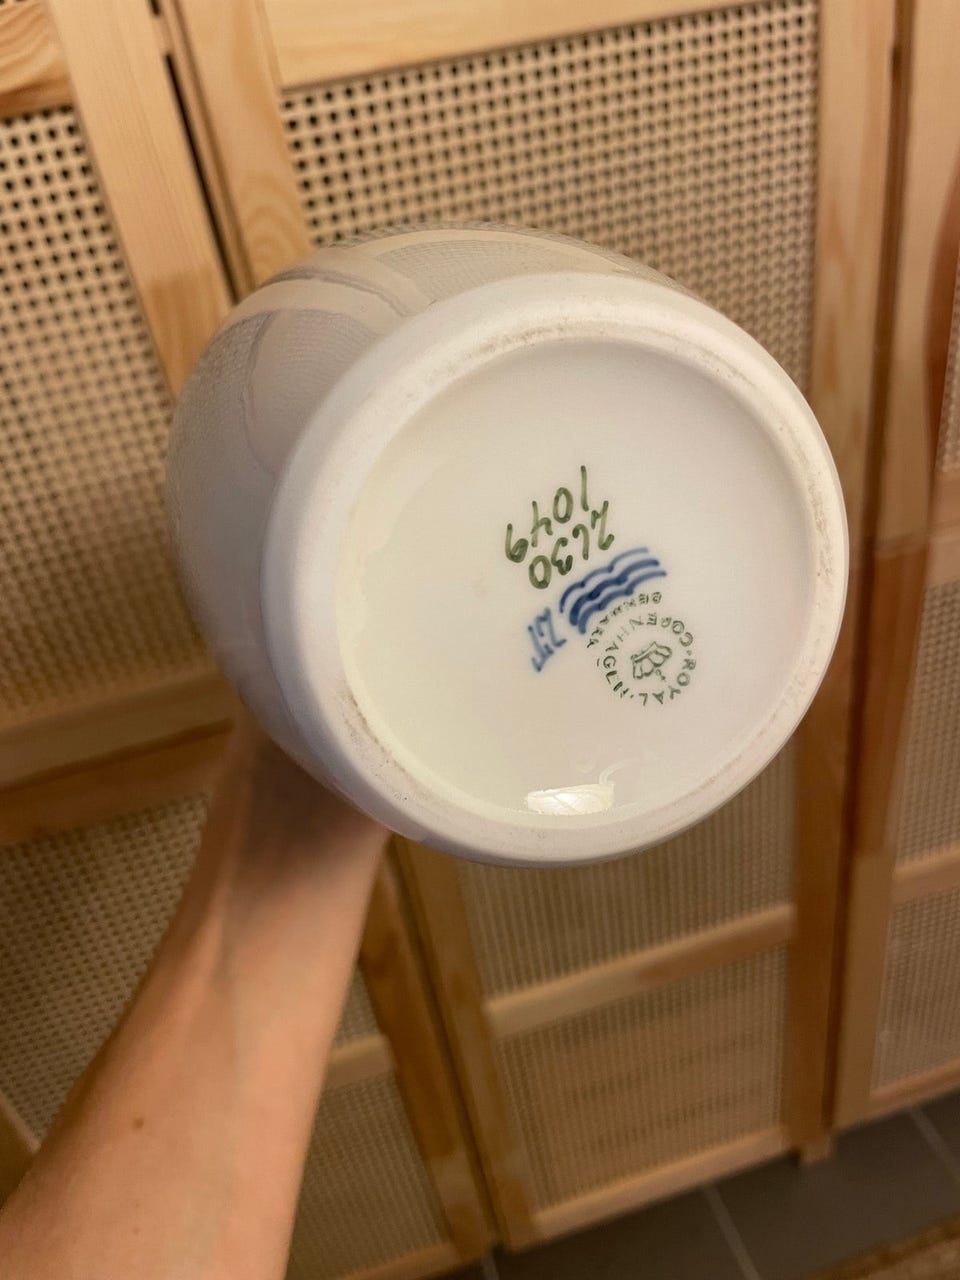 ROYAL COPENHAGEN
DENMARK
2630
1049